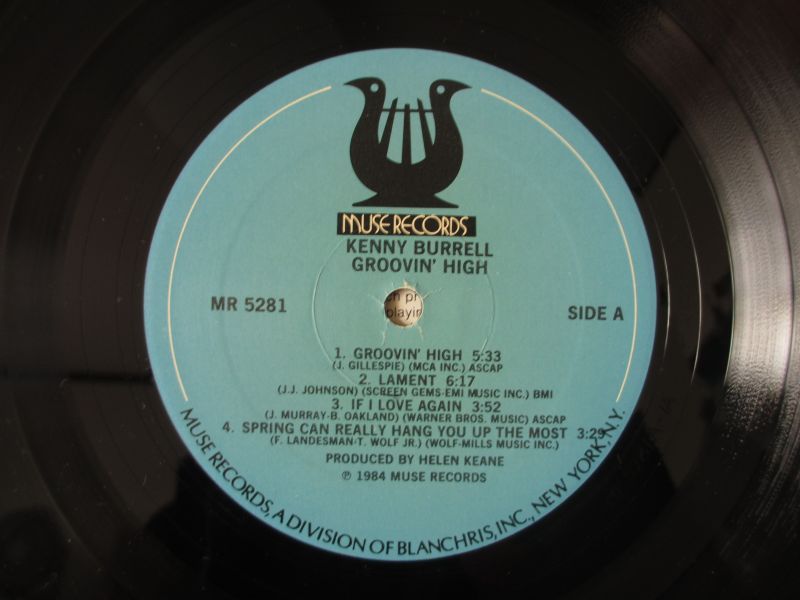 MUSE RECORDS
KENNY BURRELL
GROOVIN' HIGH
MR 5281
SIDE A
playin
1. GROOVIN' HIGH 5:33
(J. GILLESPIE) (MCA INC.) ASCAP
2. LAMENT 6:17
(J.J. JOHNSON) (SCREEN GEMS-EMI MUSIC INC.) BMI
3. IF I LOVE AGAIN 3:52
(J. MURRAY-B. OAKLAND) (WARNER BROS. MUSIC) ASCAP
4. SPRING CAN REALLY HANG YOU UP THE MOST 3:29
(F. LANDESMAN-T. WOLF JR.) (WOLF-MILLS MUSIC INC.)
PRODUCED BY HELEN KEANE
℗ 1984 MUSE RECORDS
MUSE RECORDS, A DIVISION OF BLANCHRIS, INC., NEW YORK, N.Y.